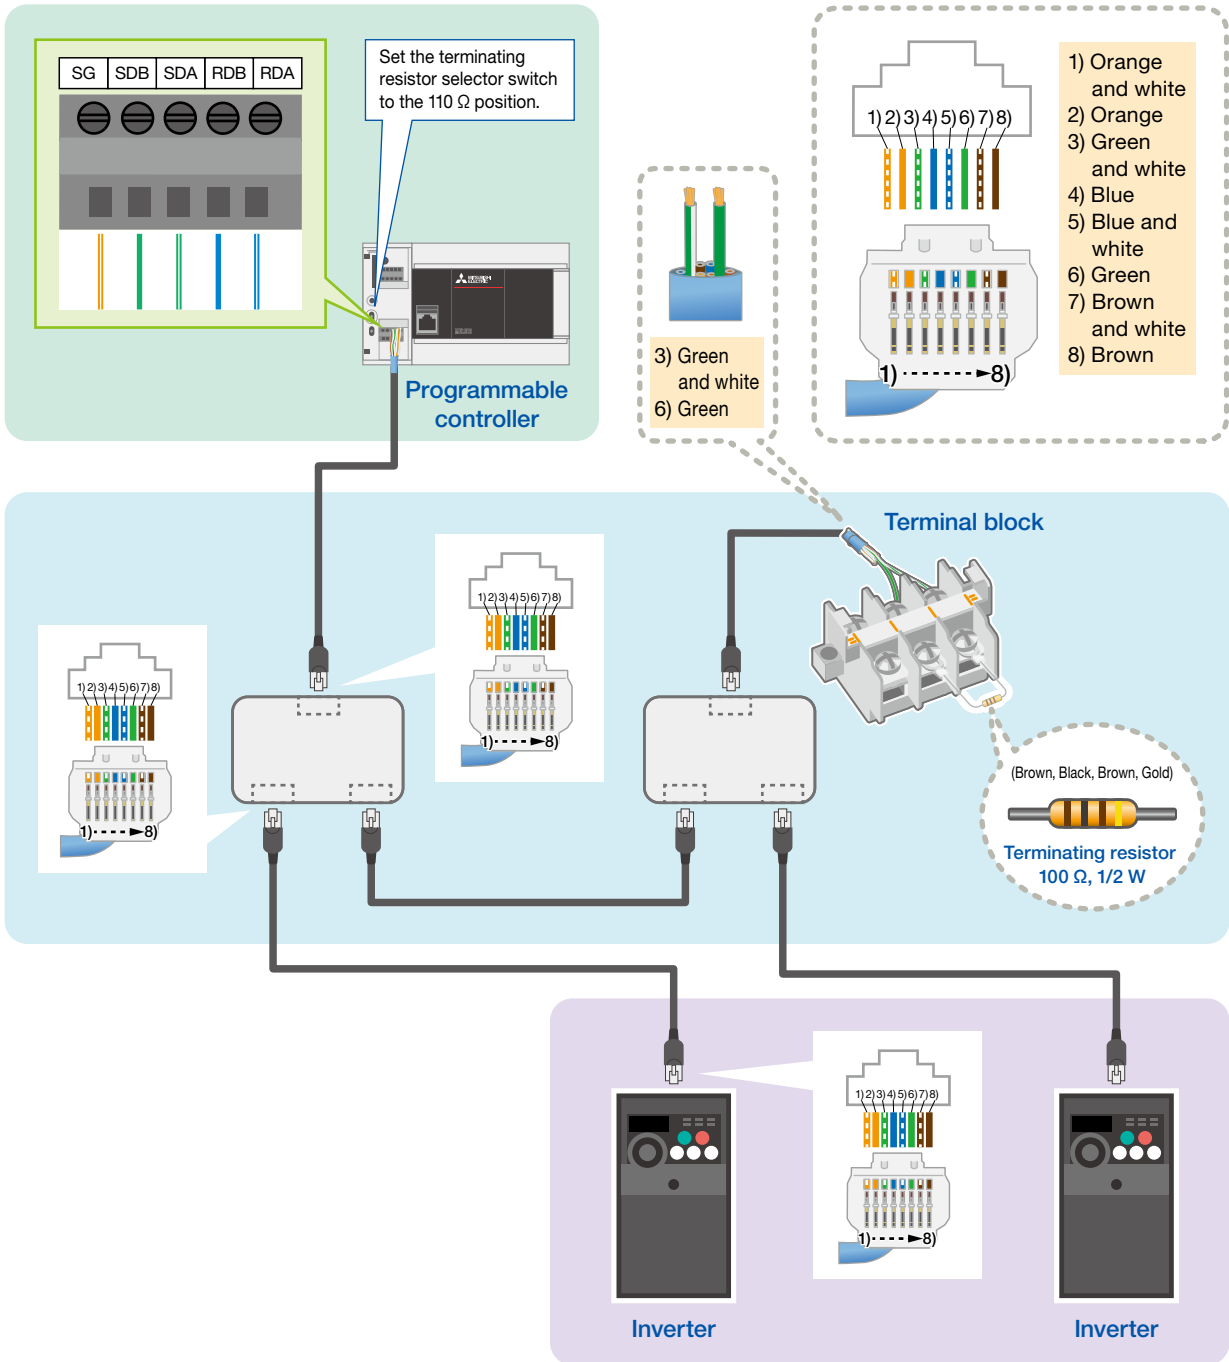 SG SDB SDA RDB RDA
Set the terminating
resistor selector switch
to the 110 Ω position.
MITSUBISHI
ELECTRIC
Programmable
controller
3) Green
and white
6) Green
1) 2) 3) 4) 5) 6) 7) 8)
1) 8)
1) Orange
and white
2) Orange
3) Green
and white
4) Blue
5) Blue and
white
6) Green
7) Brown
and white
8) Brown
Terminal block
1) 2) 3) 4) 5) 6) 7) 8)
1) 8)
1) 2) 3) 4) 5) 6) 7) 8)
1) 8)
(Brown, Black, Brown, Gold)
Terminating resistor
100 Ω, 1/2 W
1) 2) 3) 4) 5) 6) 7) 8)
1) 8)
Inverter
Inverter